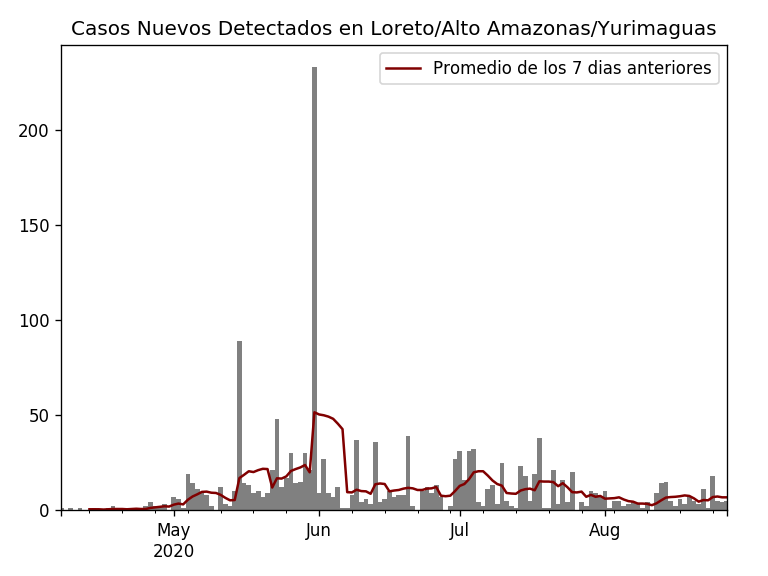 Casos Nuevos Detectados en Loreto/Alto Amazonas/Yurimaguas
Promedio de los 7 dias anteriores
200
150
100
50
0
May Jun Jul Aug
2020